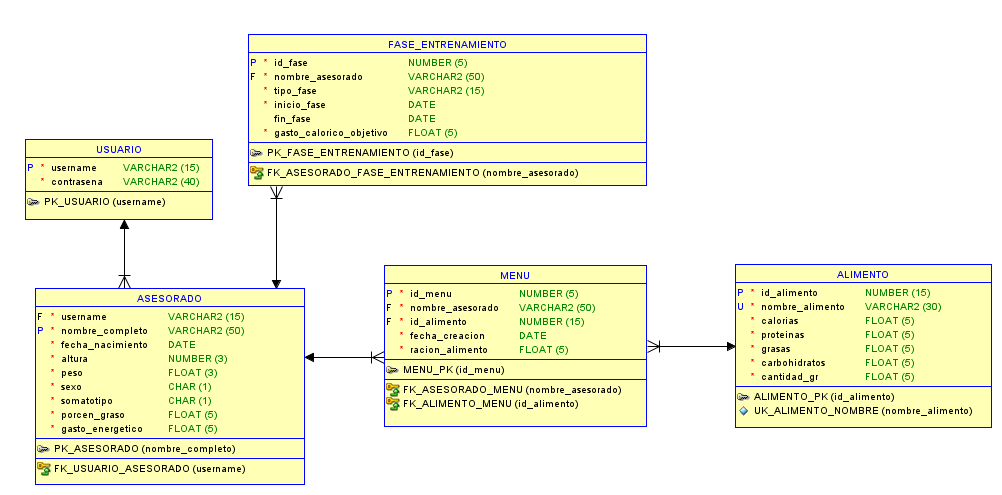 FASE_ENTRENAMIENTO
P * id_fase NUMBER (5)
F * nombre_asesorado VARCHAR2 (50)
* tipo_fase VARCHAR2 (15)
* inicio_fase DATE
fin_fase DATE
* gasto_calorico_objetivo FLOAT (5)
PK_FASE_ENTRENAMIENTO (id_fase)
FK_ASESORADO_FASE_ENTRENAMIENTO (nombre_asesorado)
USUARIO
P * username VARCHAR2 (15)
* contrasena VARCHAR2 (40)
PK_USUARIO (username)
ASESORADO
F * username VARCHAR2 (15)
P * nombre_completo VARCHAR2 (50)
* fecha_nacimiento DATE
* altura NUMBER (3)
* peso FLOAT (3)
* sexo CHAR (1)
* somatotipo CHAR (1)
* porcen_graso FLOAT (5)
* gasto_energetico FLOAT (5)
PK_ASESORADO (nombre_completo)
FK_USUARIO_ASESORADO (username)
MENU
P * id_menu NUMBER (5)
F * nombre_asesorado VARCHAR2 (50)
F * id_alimento NUMBER (15)
* fecha_creacion DATE
* racion_alimento FLOAT (5)
MENU_PK (id_menu)
FK_ASESORADO_MENU (nombre_asesorado)
FK_ALIMENTO_MENU (id_alimento)
ALIMENTO
P * id_alimento NUMBER (15)
U * nombre_alimento VARCHAR2 (30)
* calorias FLOAT (5)
* proteinas FLOAT (5)
* grasas FLOAT (5)
* carbohidratos FLOAT (5)
* cantidad_gr FLOAT (5)
ALIMENTO_PK (id_alimento)
UK_ALIMENTO_NOMBRE (nombre_alimento)